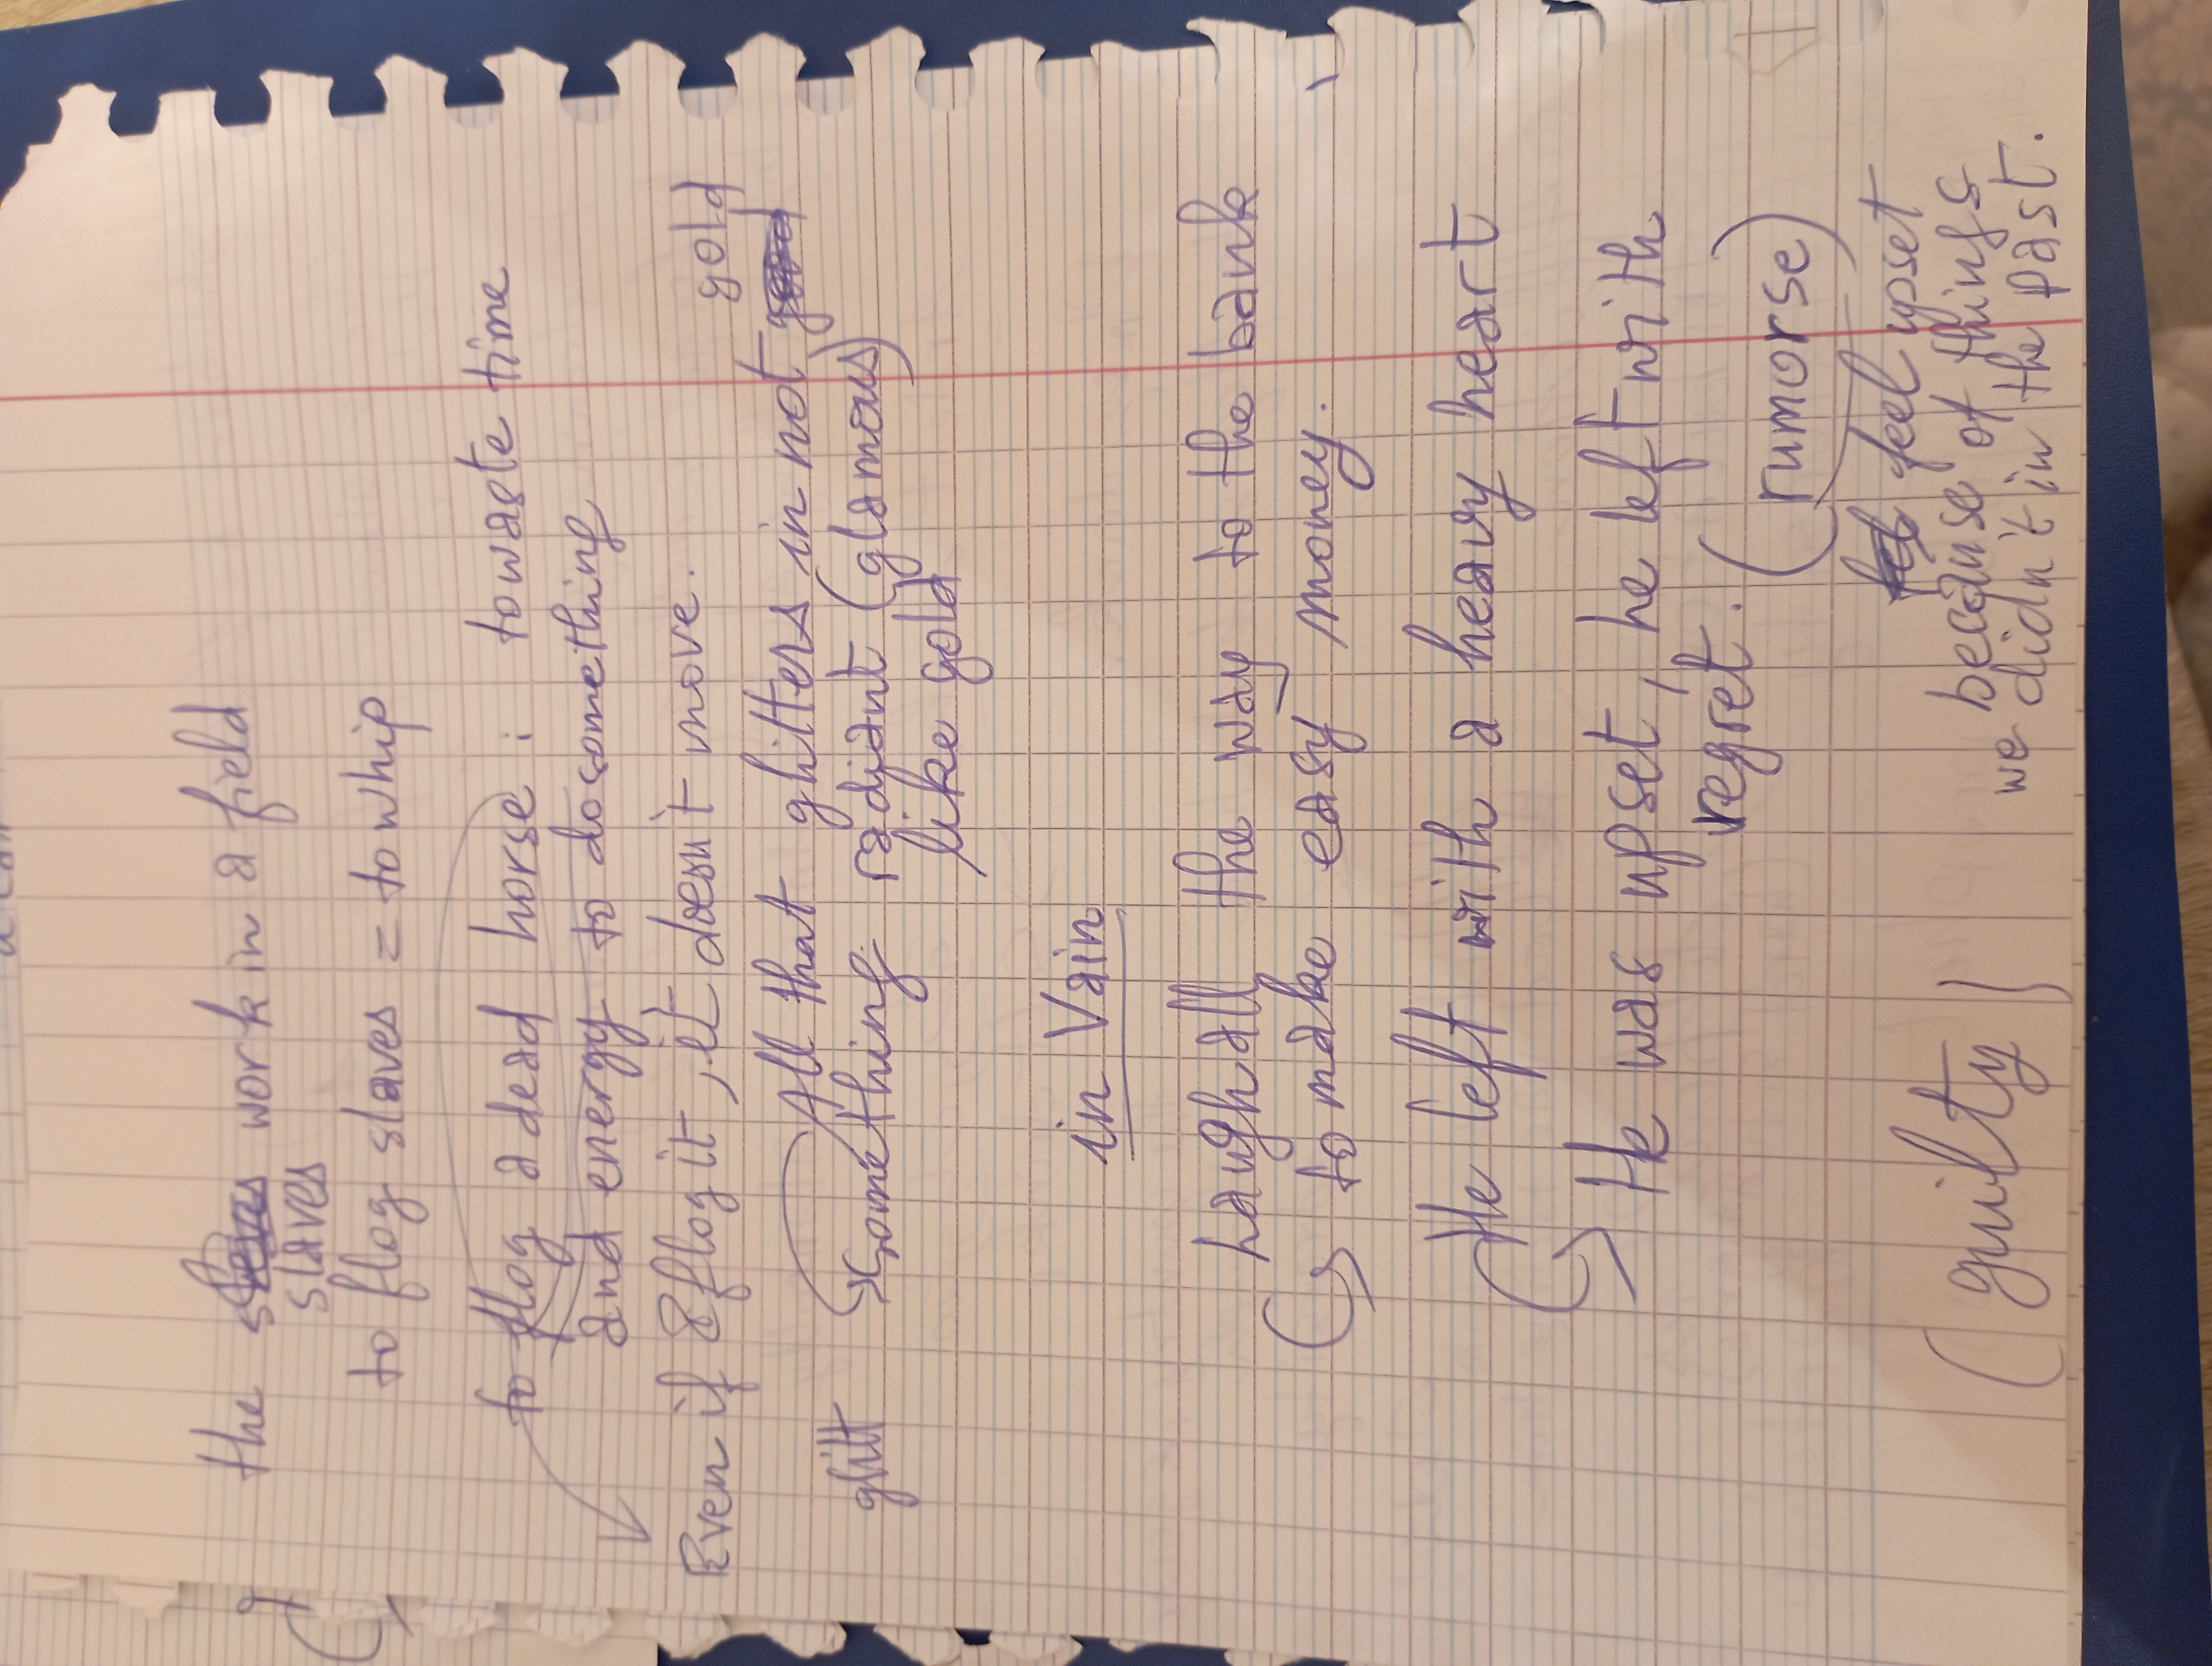 the slaves work in a field
to flog slaves = to whip
to flog a dead horse : to waste time
and energy to do something
Even if flog it, it doesn't move.
All that ghitters in not gold
something radiant (glamous)
like gold
ghilt
in Vain
Laugh all the way to the bank
to make easy money.
He left with a heavy heart
He was upset, he left with
regret. (rumorse)
feel upset
because of things
we didn't in the past.
(guilty)